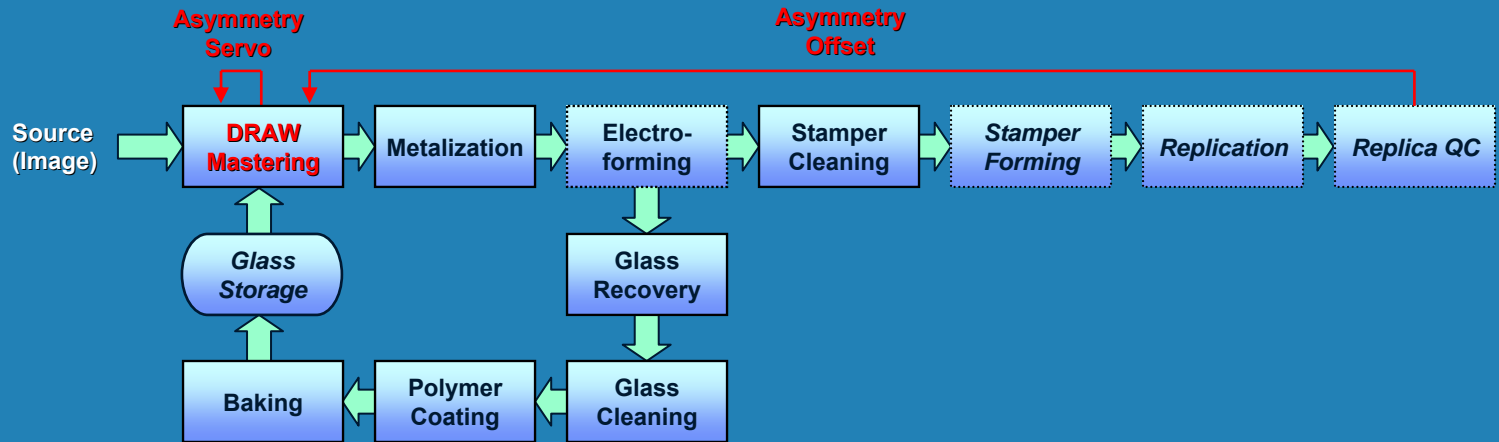 Asymmetry
Servo
Asymmetry
Offset
Source
(Image)
DRAW
Mastering
Metalization
Electro-
forming
Stamper
Cleaning
Stamper
Forming
Replication
Replica QC
Glass
Storage
Glass
Recovery
Baking
Polymer
Coating
Glass
Cleaning